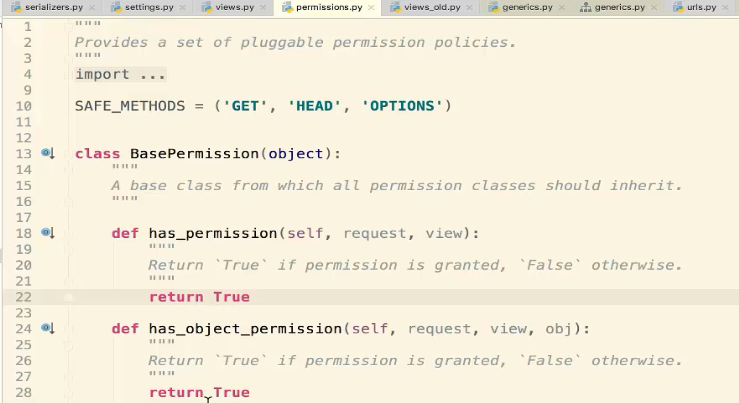 serializers.py settings.py views.py permissions.py views_old.py generics.py generics.py urls.py
1 """
2 Provides a set of pluggable permission policies.
3 """
4 import ...
9
10 SAFE_METHODS = ('GET', 'HEAD', 'OPTIONS')
11
12
13 class BasePermission(object):
14 """
15 A base class from which all permission classes should inherit.
16 """
17
18 def has_permission(self, request, view):
19 """
20 Return `True` if permission is granted, `False` otherwise.
21 """
22 return True
23
24 def has_object_permission(self, request, view, obj):
25 """
26 Return `True` if permission is granted, `False` otherwise.
27 """
28 return True